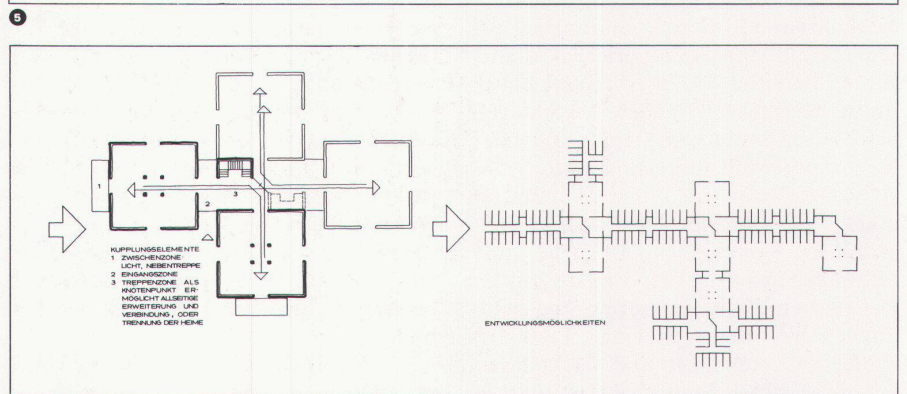 5
1
2
3
KUPPLUNGSELEMENTE
1 ZWISCHENZONE
LICHT, NEBENTREPPE
2 EINGANGSZONE
3 TREPPENZONE ALS
KNOTENPUNKT ER-
MÖGLICHT ALLSEITIGE
ERWEITERUNG UND
VERBINDUNG, ODER
TRENNUNG DER HEIME
ENTWICKLUNGSMÖGLICHKEITEN